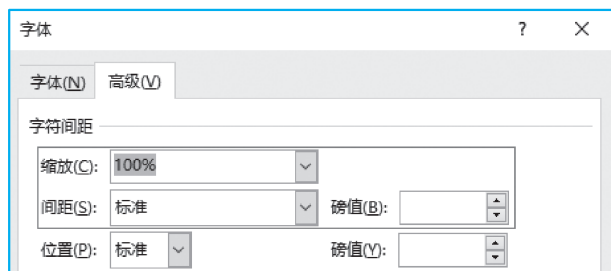 字体 ? ×
字体(N) 高级(V)
字符间距
缩放(C): 100%
间距(S): 标准 磅值(B):
位置(P): 标准 磅值(Y):